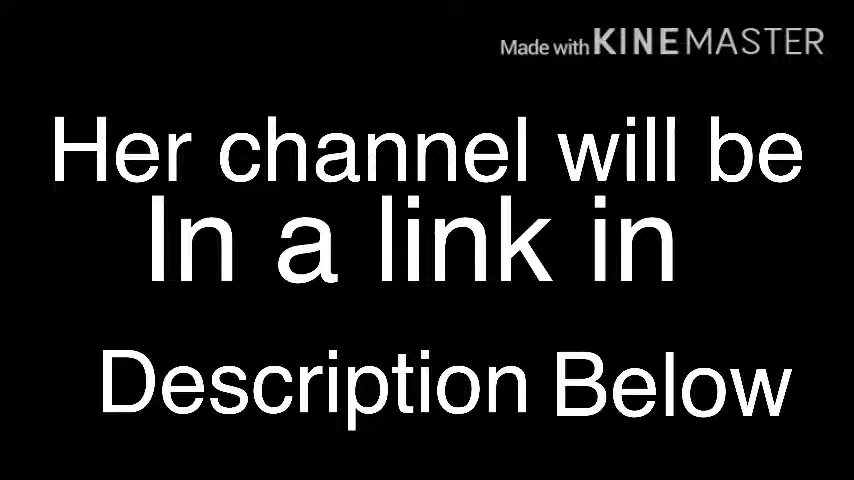 Made with KINEMASTER
Her channel will be
In a link in
Description Below